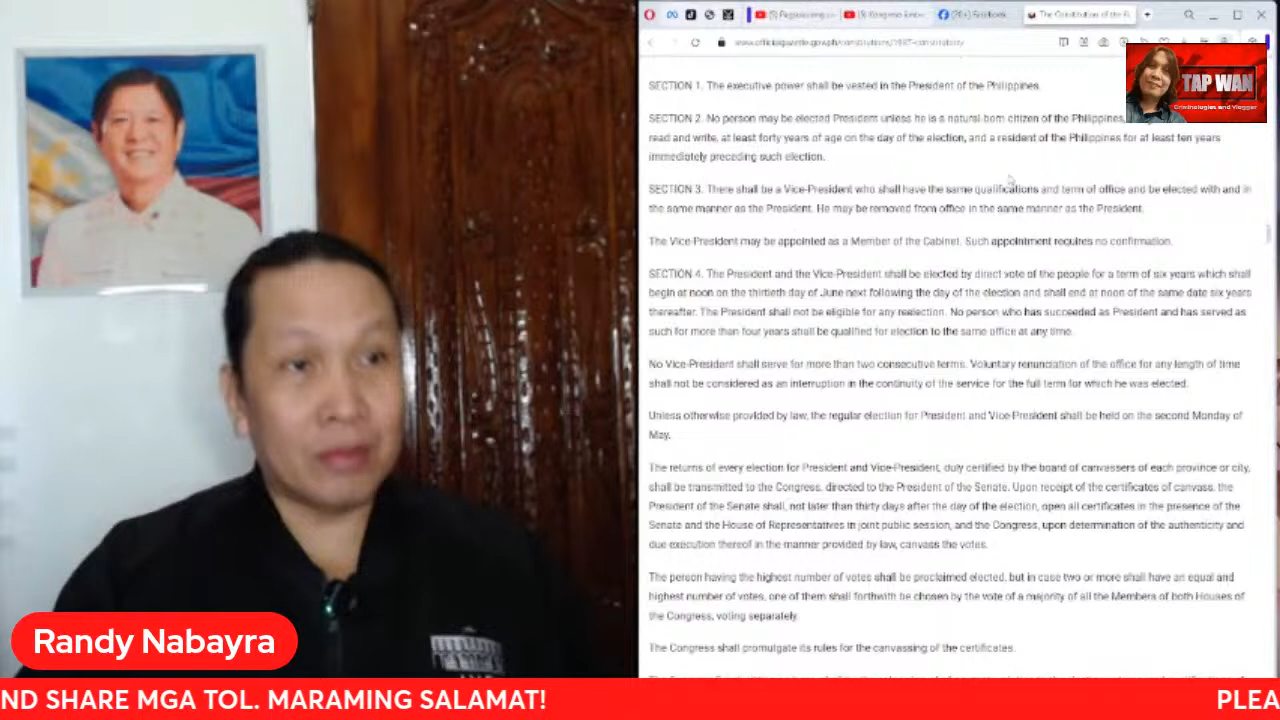 (20+) Facebook
The Constitution of the R
www.officialgazette.gov.ph/constitutions/1987-constitution/
TAP WAN
Criminologies and Vlogger
SECTION 1. The executive power shall be vested in the President of the Philippines.
SECTION 2. No person may be elected President unless he is a natural-born citizen of the Philippines,
read and write, at least forty years of age on the day of the election, and a resident of the Philippines for at least ten years
immediately preceding such election.
SECTION 3. There shall be a Vice-President who shall have the same qualifications and term of office and be elected with and in
the same manner as the President. He may be removed from office in the same manner as the President.
The Vice-President may be appointed as a Member of the Cabinet. Such appointment requires no confirmation.
SECTION 4. The President and the Vice-President shall be elected by direct vote of the people for a term of six years which shall
begin at noon on the thirtieth day of June next following the day of the election and shall end at noon of the same date six years
thereafter. The President shall not be eligible for any reelection. No person who has succeeded as President and has served as
such for more than four years shall be qualified for election to the same office at any time.
No Vice-President shall serve for more than two consecutive terms. Voluntary renunciation of the office for any length of time
shall not be considered as an interruption in the continuity of the service for the full term for which he was elected.
Unless otherwise provided by law, the regular election for President and Vice-President shall be held on the second Monday of
May.
The returns of every election for President and Vice-President, duly certified by the board of canvassers of each province or city,
shall be transmitted to the Congress, directed to the President of the Senate. Upon receipt of the certificates of canvass, the
President of the Senate shall, not later than thirty days after the day of the election, open all certificates in the presence of the
Senate and the House of Representatives in joint public session, and the Congress, upon determination of the authenticity and
due execution thereof in the manner provided by law, canvass the votes.
The person having the highest number of votes shall be proclaimed elected, but in case two or more shall have an equal and
highest number of votes, one of them shall forthwith be chosen by the vote of a majority of all the Members of both Houses of
the Congress, voting separately.
The Congress shall promulgate its rules for the canvassing of the certificates.
Randy Nabayra
ND SHARE MGA TOL. MARAMING SALAMAT! PLEA